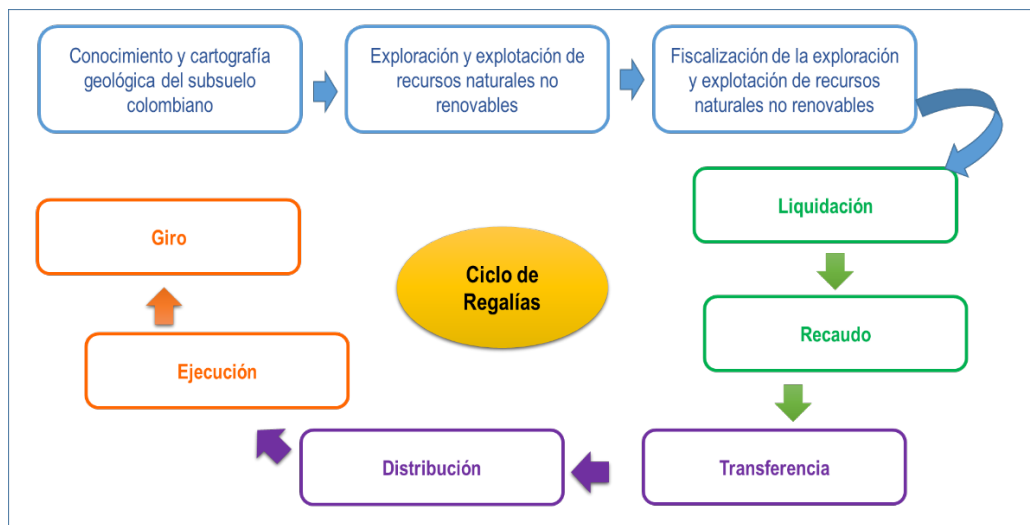 Conocimiento y cartografía
geológica del subsuelo
colombiano
Exploración y explotación de
recursos naturales no
renovables
Fiscalización de la exploración
y explotación de recursos
naturales no renovables
Liquidación
Recaudo
Transferencia
Distribución
Ejecución
Giro
Ciclo de
Regalías